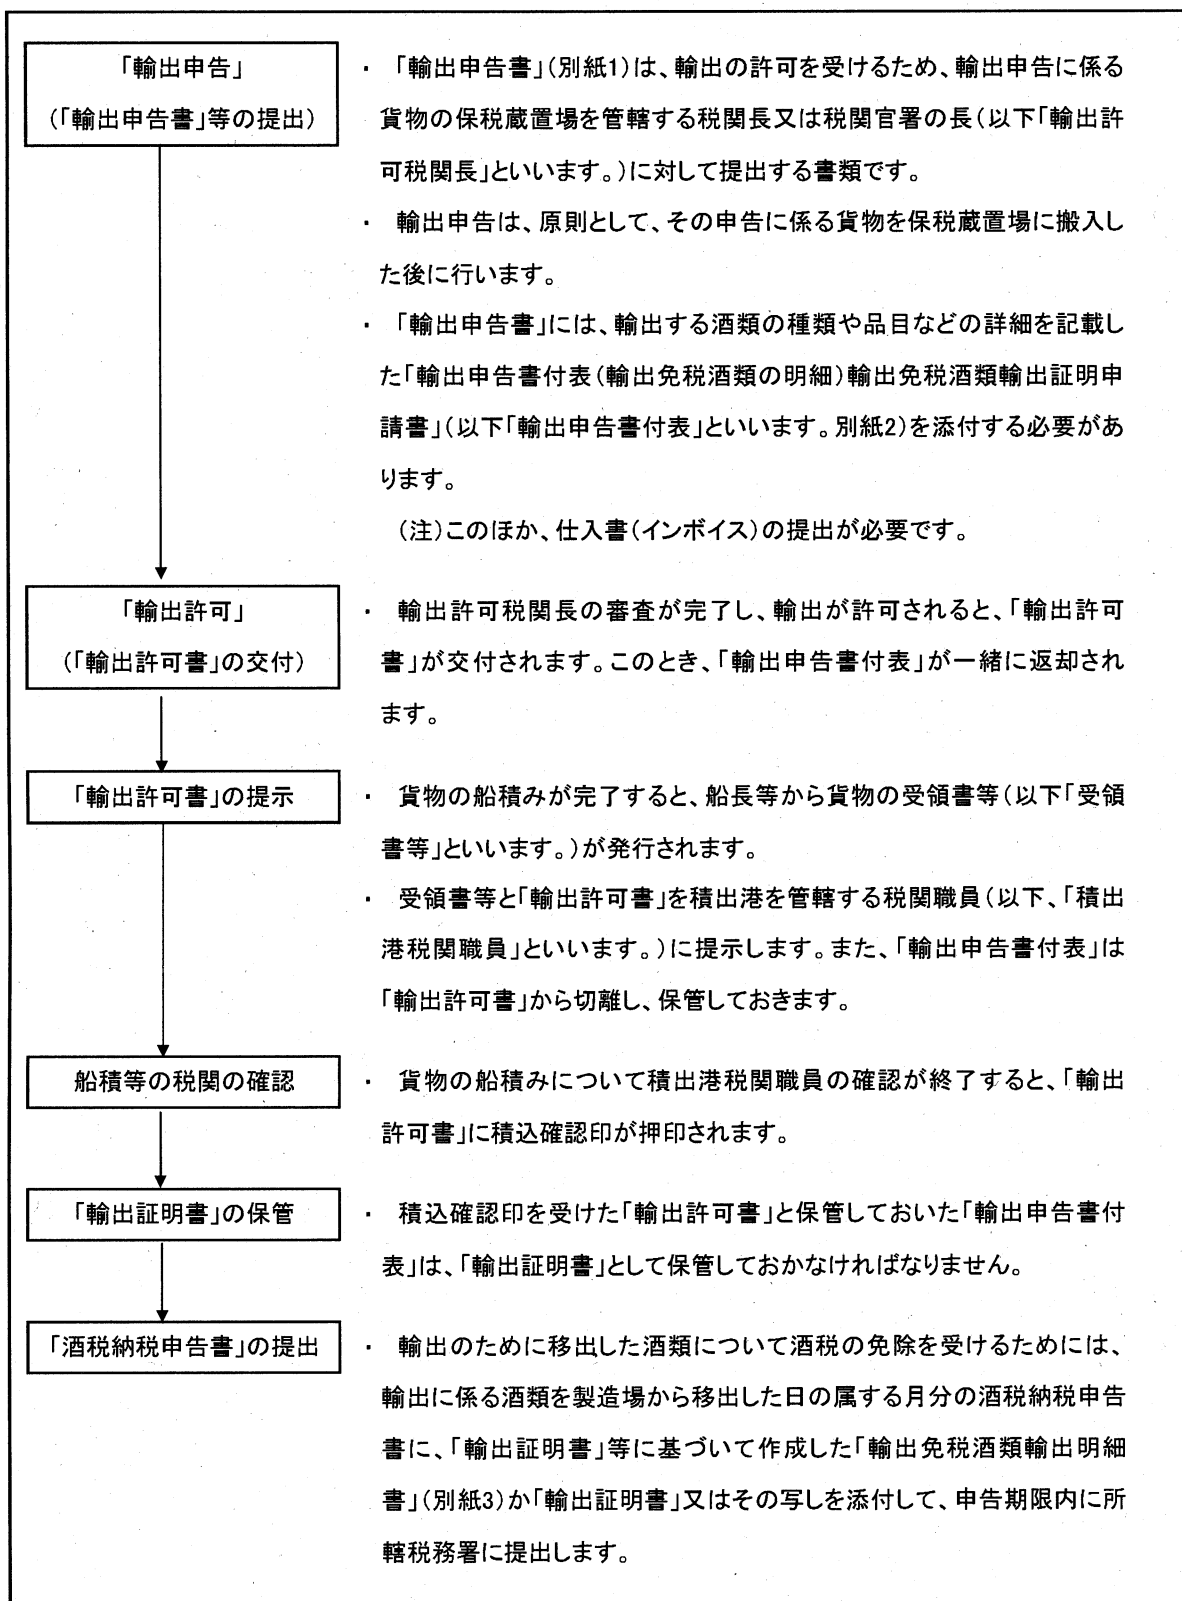 「輸出申告」
(「輸出申告書」等の提出)
・ 「輸出申告書」(別紙1)は、輸出の許可を受けるため、輸出申告に係る
貨物の保税蔵置場を管轄する税関長又は税関官署の長(以下「輸出許
可税関長」といいます。)に対して提出する書類です。
・ 輸出申告は、原則として、その申告に係る貨物を保税蔵置場に搬入し
た後に行います。
・ 「輸出申告書」には、輸出する酒類の種類や品目などの詳細を記載し
た「輸出申告書付表(輸出免税酒類の明細)輸出免税酒類輸出証明申
請書」(以下「輸出申告書付表」といいます。別紙2)を添付する必要があ
ります。
(注)このほか、仕入書(インボイス)の提出が必要です。
「輸出許可」
(「輸出許可書」の交付)
・ 輸出許可税関長の審査が完了し、輸出が許可されると、「輸出許可
書」が交付されます。このとき、「輸出申告書付表」が一緒に返却され
ます。
「輸出許可書」の提示
・ 貨物の船積みが完了すると、船長等から貨物の受領書等(以下「受領
書等」といいます。)が発行されます。
・ 受領書等と「輸出許可書」を積出港を管轄する税関職員(以下、「積出
港税関職員」といいます。)に提示します。また、「輸出申告書付表」は
「輸出許可書」から切離し、保管しておきます。
船積等の税関の確認
・ 貨物の船積みについて積出港税関職員の確認が終了すると、「輸出
許可書」に積込確認印が押印されます。
「輸出証明書」の保管
・ 積込確認印を受けた「輸出許可書」と保管しておいた「輸出申告書付
表」は、「輸出証明書」として保管しておかなければなりません。
「酒税納税申告書」の提出
・ 輸出のために移出した酒類について酒税の免除を受けるためには、
輸出に係る酒類を製造場から移出した日の属する月分の酒税納税申告
書に、「輸出証明書」等に基づいて作成した「輸出免税酒類輸出明細
書」(別紙3)か「輸出証明書」又はその写しを添付して、申告期限内に所
轄税務署に提出します。